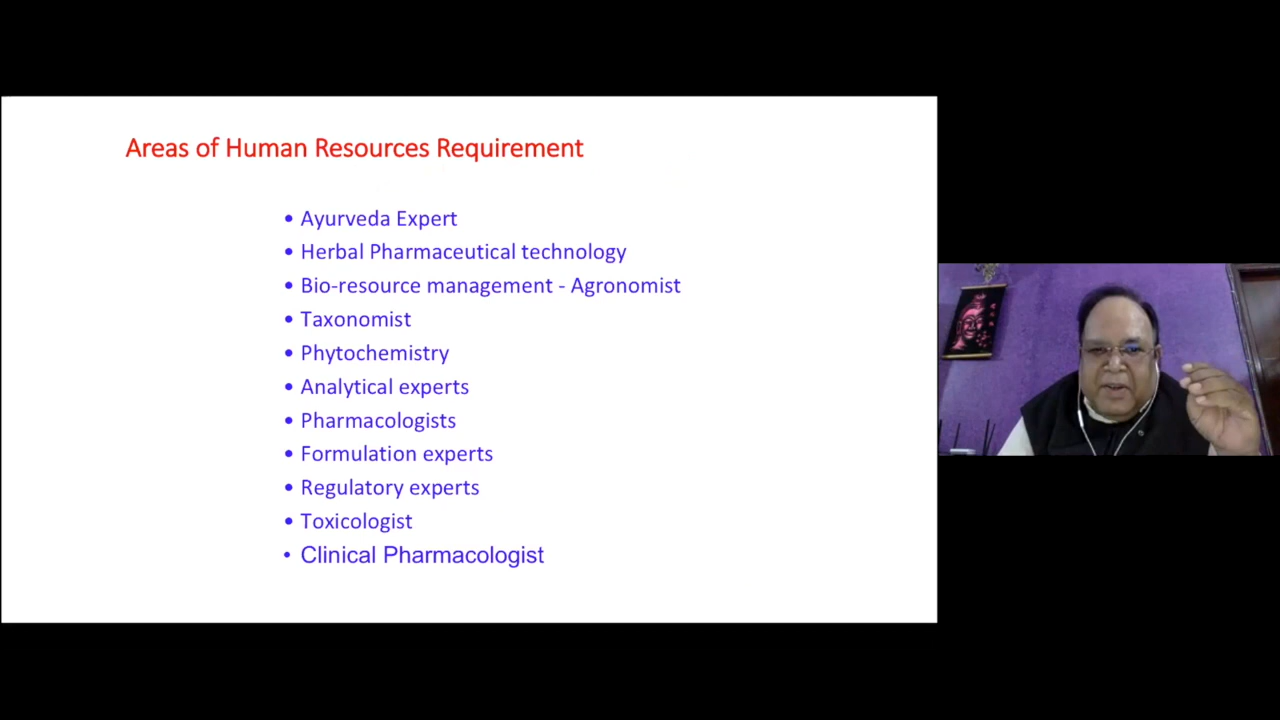 Areas of Human Resources Requirement
• Ayurveda Expert
• Herbal Pharmaceutical technology
• Bio-resource management - Agronomist
• Taxonomist
• Phytochemistry
• Analytical experts
• Pharmacologists
• Formulation experts
• Regulatory experts
• Toxicologist
• Clinical Pharmacologist